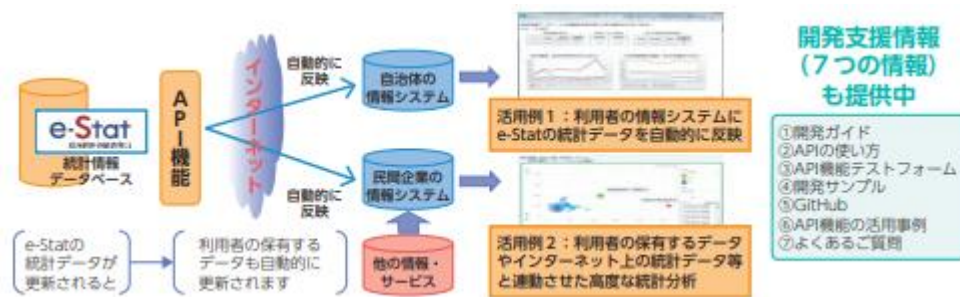 e-Stat
統計情報
データベース
API機能
インターネット
自動的に
反映
自動的に
反映
自治体の
情報システム
民間企業の
情報システム
他の情報・
サービス
e-Statの
統計データが
更新されると
利用者の保有する
データも自動的に
更新されます
活用例1：利用者の情報システムに
e-Statの統計データを自動的に反映
活用例2：利用者の保有するデータ
やインターネット上の統計データ等
と連動させた高度な統計分析
開発支援情報
（７つの情報）
も提供中
①開発ガイド
②APIの使い方
③API機能テストフォーム
④開発サンプル
⑤GitHub
⑥API機能の活用事例
⑦よくあるご質問